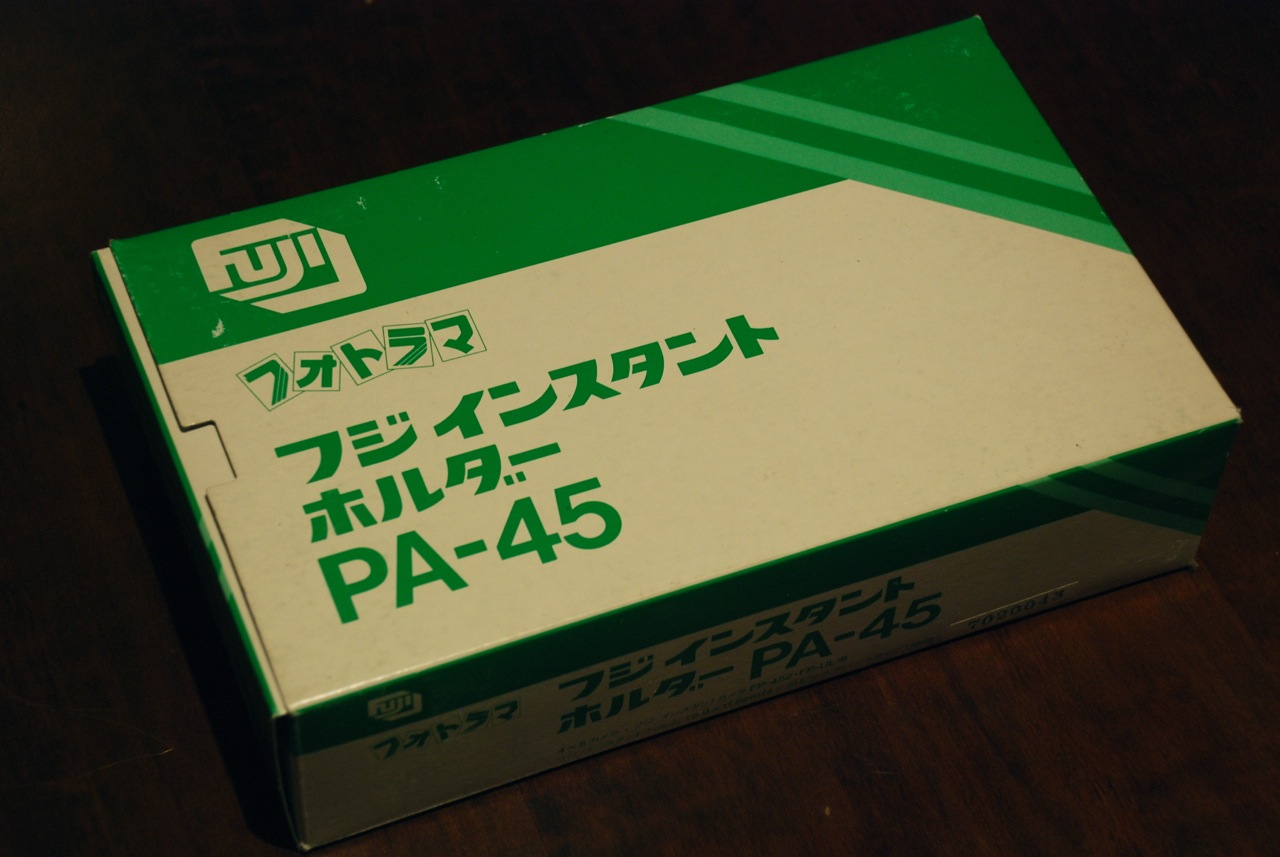 FUJI
フォトラマ
フジ インスタント
ホルダー
PA-45
FUJI
フォトラマ
フジ インスタント
ホルダー PA-45
7020043